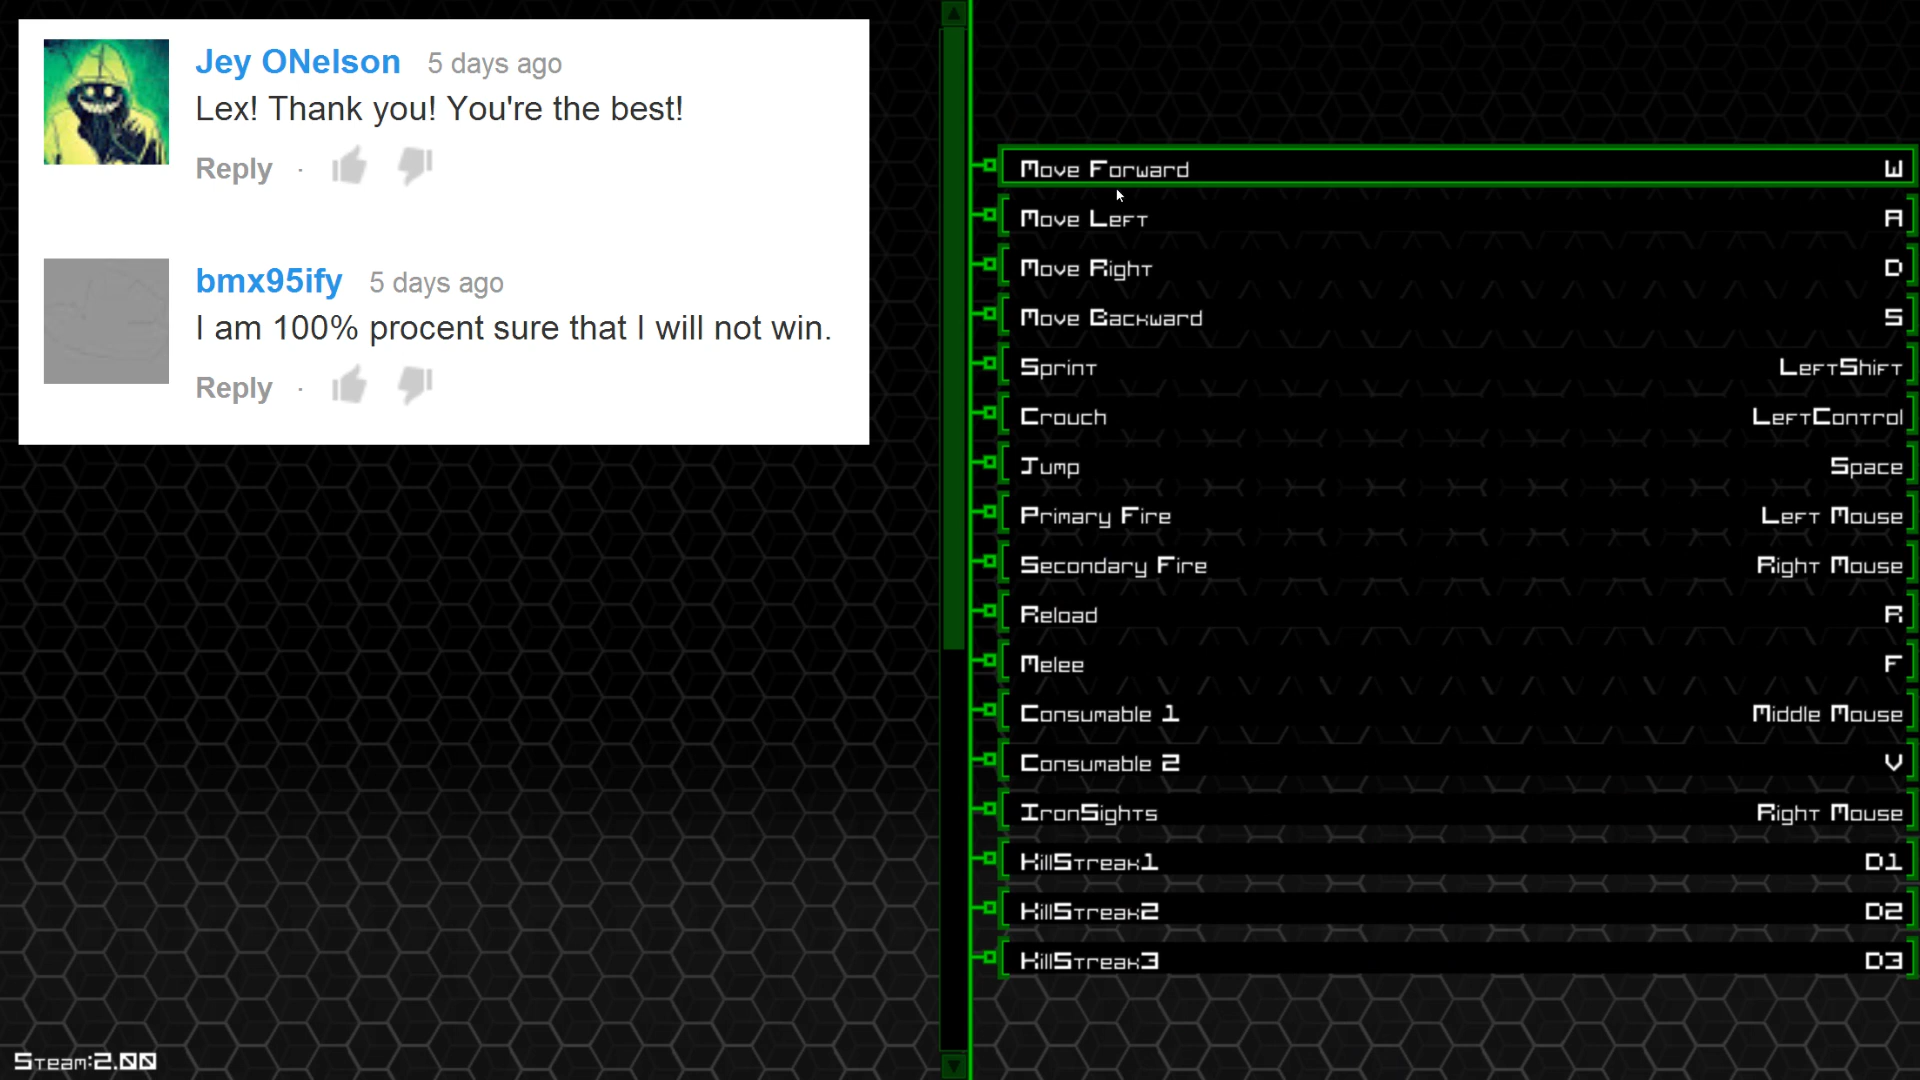 Jey ONelson 5 days ago
Lex! Thank you! You're the best!
Reply ·
bmx95ify 5 days ago
I am 100% procent sure that I will not win.
Reply ·
Move Forward W
Move Left A
Move Right D
Move Backward S
Sprint LeftShift
Crouch LeftControl
Jump Space
Primary Fire Left Mouse
Secondary Fire Right Mouse
Reload R
Melee F
Consumable 1 Middle Mouse
Consumable 2 V
IronSights Right Mouse
KillStreak1 D1
KillStreak2 D2
KillStreak3 D3
Steam:2.00